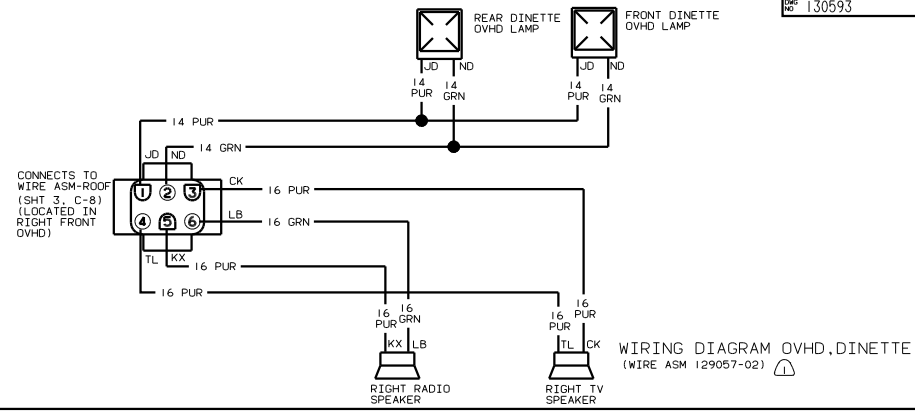 DWG NO 130593
REAR DINETTE
OVHD LAMP
FRONT DINETTE
OVHD LAMP
JD ND
JD ND
14 PUR
14 GRN
14 PUR
14 GRN
14 PUR
14 GRN
JD ND
CONNECTS TO
WIRE ASM-ROOF
(SHT 3, C-8)
(LOCATED IN
RIGHT FRONT
OVHD)
1 2 3
4 5 6
CK
16 PUR
LB
16 GRN
TL KX
16 PUR
16 PUR
16 PUR
16 GRN
16 PUR
16 PUR
KX LB
TL CK
RIGHT RADIO
SPEAKER
RIGHT TV
SPEAKER
WIRING DIAGRAM OVHD,DINETTE
(WIRE ASM 129057-02) 1